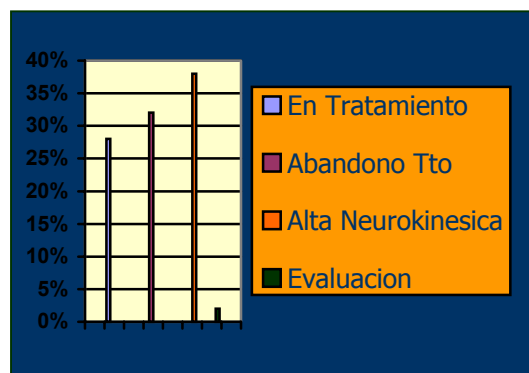 40%
35%
30%
25%
20%
15%
10%
5%
0%
En Tratamiento
Abandono Tto
Alta Neurokinesica
Evaluacion